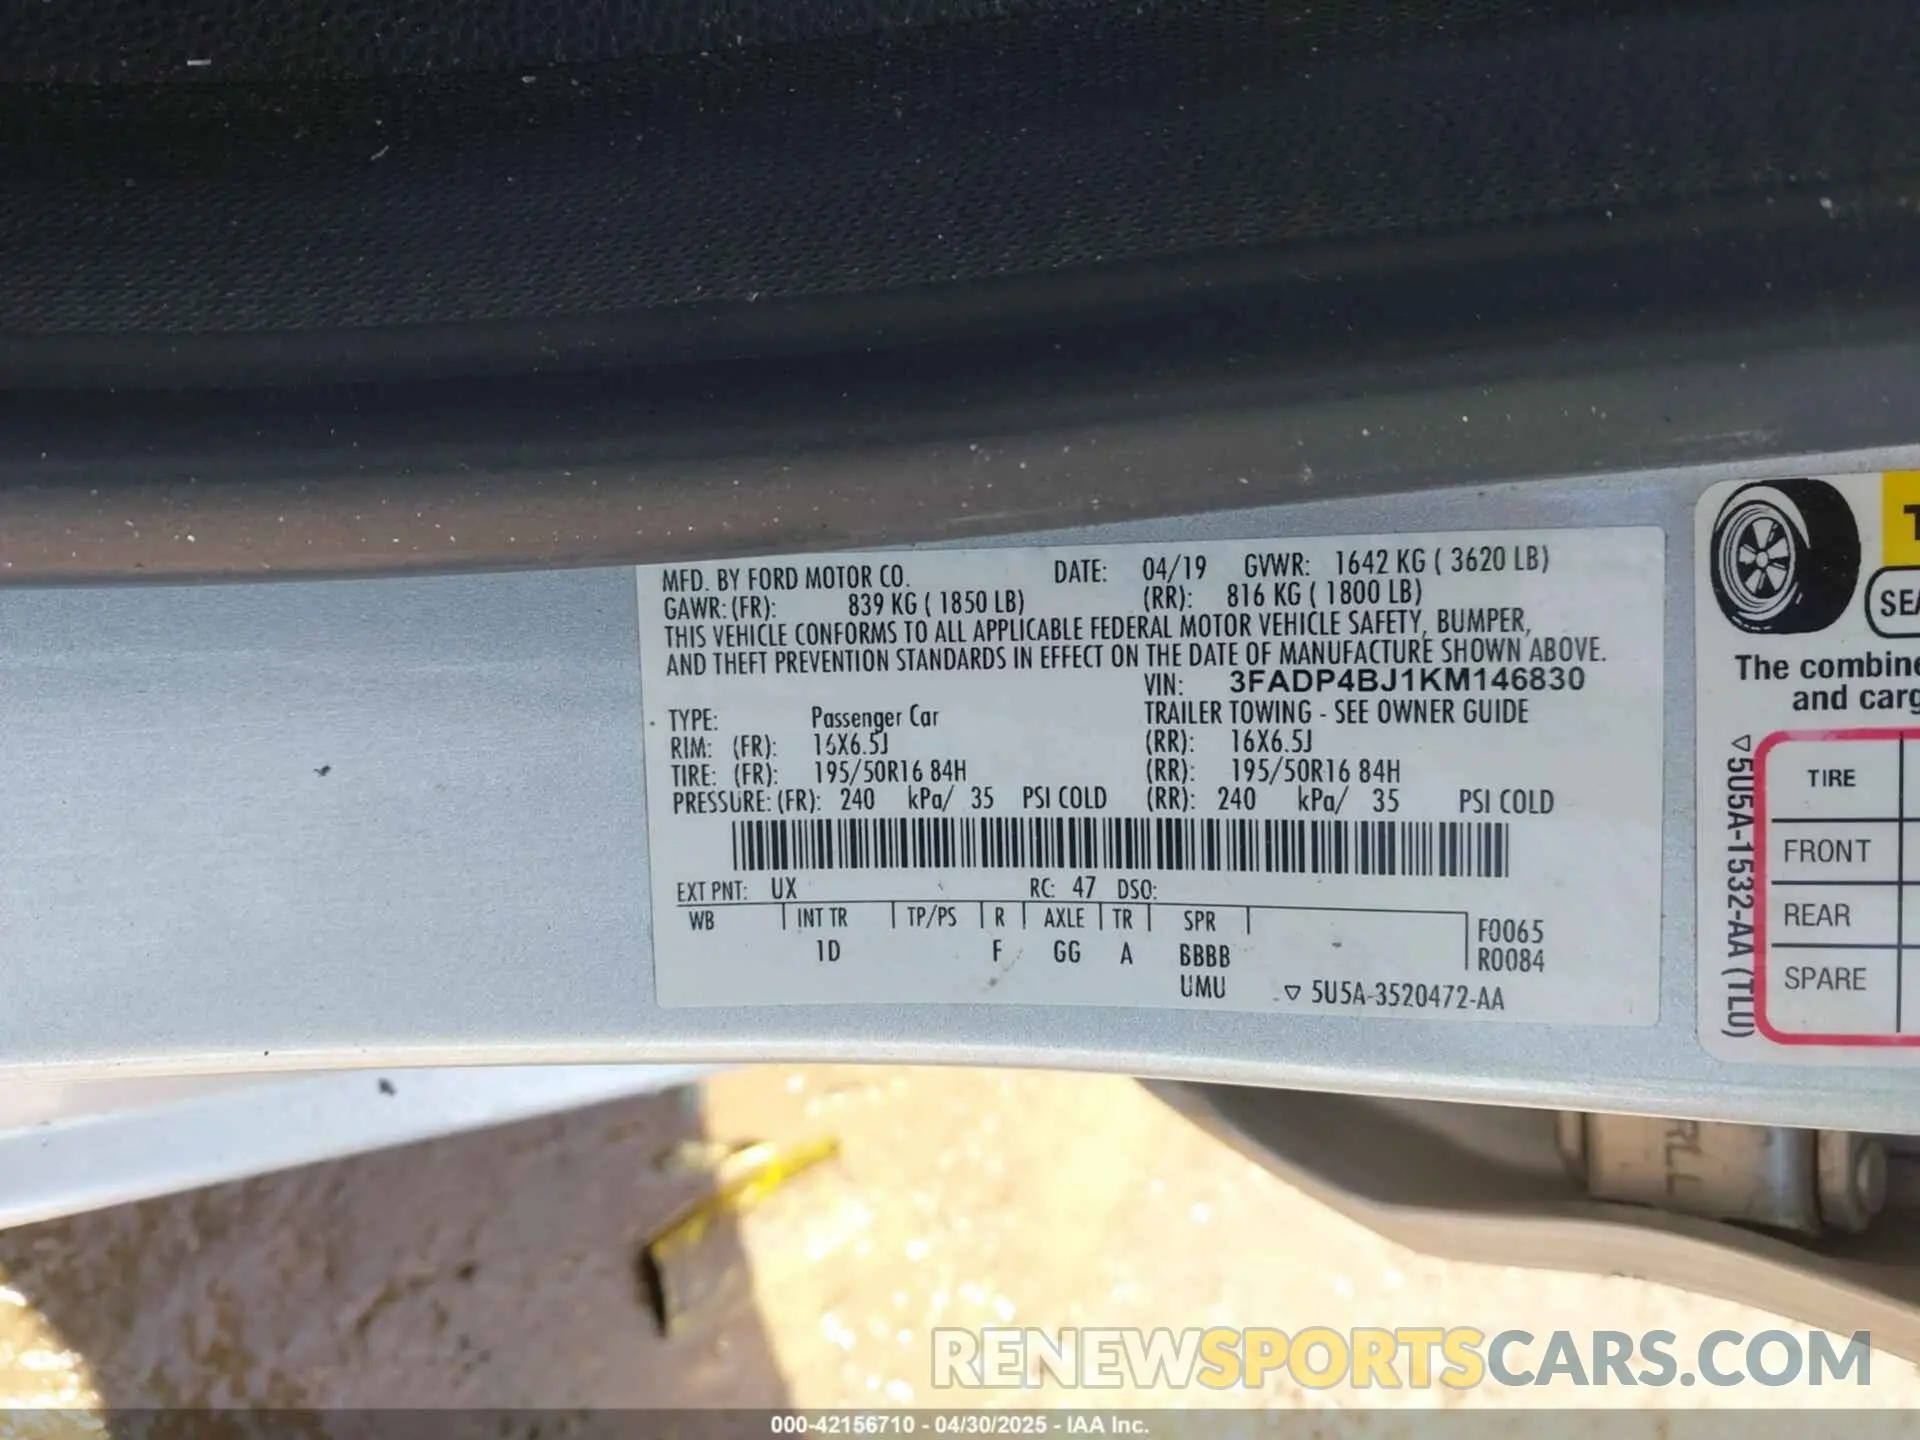 MFD. BY FORD MOTOR CO. DATE: 04/19 GVWR: 1642 KG ( 3620 LB)
GAWR: (FR): 839 KG ( 1850 LB) (RR): 816 KG ( 1800 LB)
THIS VEHICLE CONFORMS TO ALL APPLICABLE FEDERAL MOTOR VEHICLE SAFETY, BUMPER,
AND THEFT PREVENTION STANDARDS IN EFFECT ON THE DATE OF MANUFACTURE SHOWN ABOVE.
VIN: 3FADP4BJ1KM146830
TYPE: Passenger Car TRAILER TOWING - SEE OWNER GUIDE
RIM: (FR): 16X6.5J (RR): 16X6.5J
TIRE: (FR): 195/50R16 84H (RR): 195/50R16 84H
PRESSURE: (FR): 240 kPa/ 35 PSI COLD (RR): 240 kPa/ 35 PSI COLD
EXT PNT: UX RC: 47 DSO:
WB INT TR TP/PS R AXLE TR SPR F0065
1D F GG A BBBB R0084
UMU ▽ 5U5A-3520472-AA
The combine
and carg
▽5U5A-1532-AA (TLU)
TIRE
FRONT
REAR
SPARE
RLL
RENEWSPORTSCARS.COM
000-42156710 - 04/30/2025 - IAA Inc.